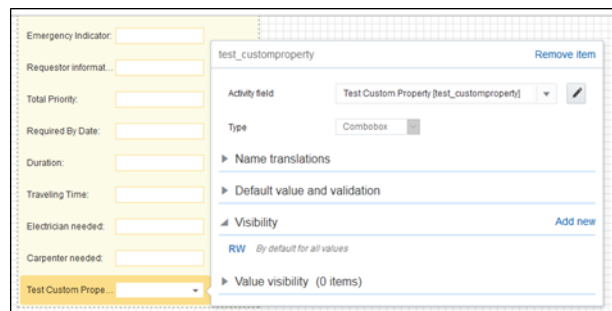 Emergency Indicator:
Requestor informat...
Total Priority:
Required By Date:
Duration:
Traveling Time:
Electrician needed:
Carpenter needed:
Test Custom Prope...
test_customproperty
Remove item
Activity field
Test Custom Property [test_customproperty]
Type
Combobox
Name translations
Default value and validation
Visibility
Add new
RW By default for all values
Value visibility (0 items)